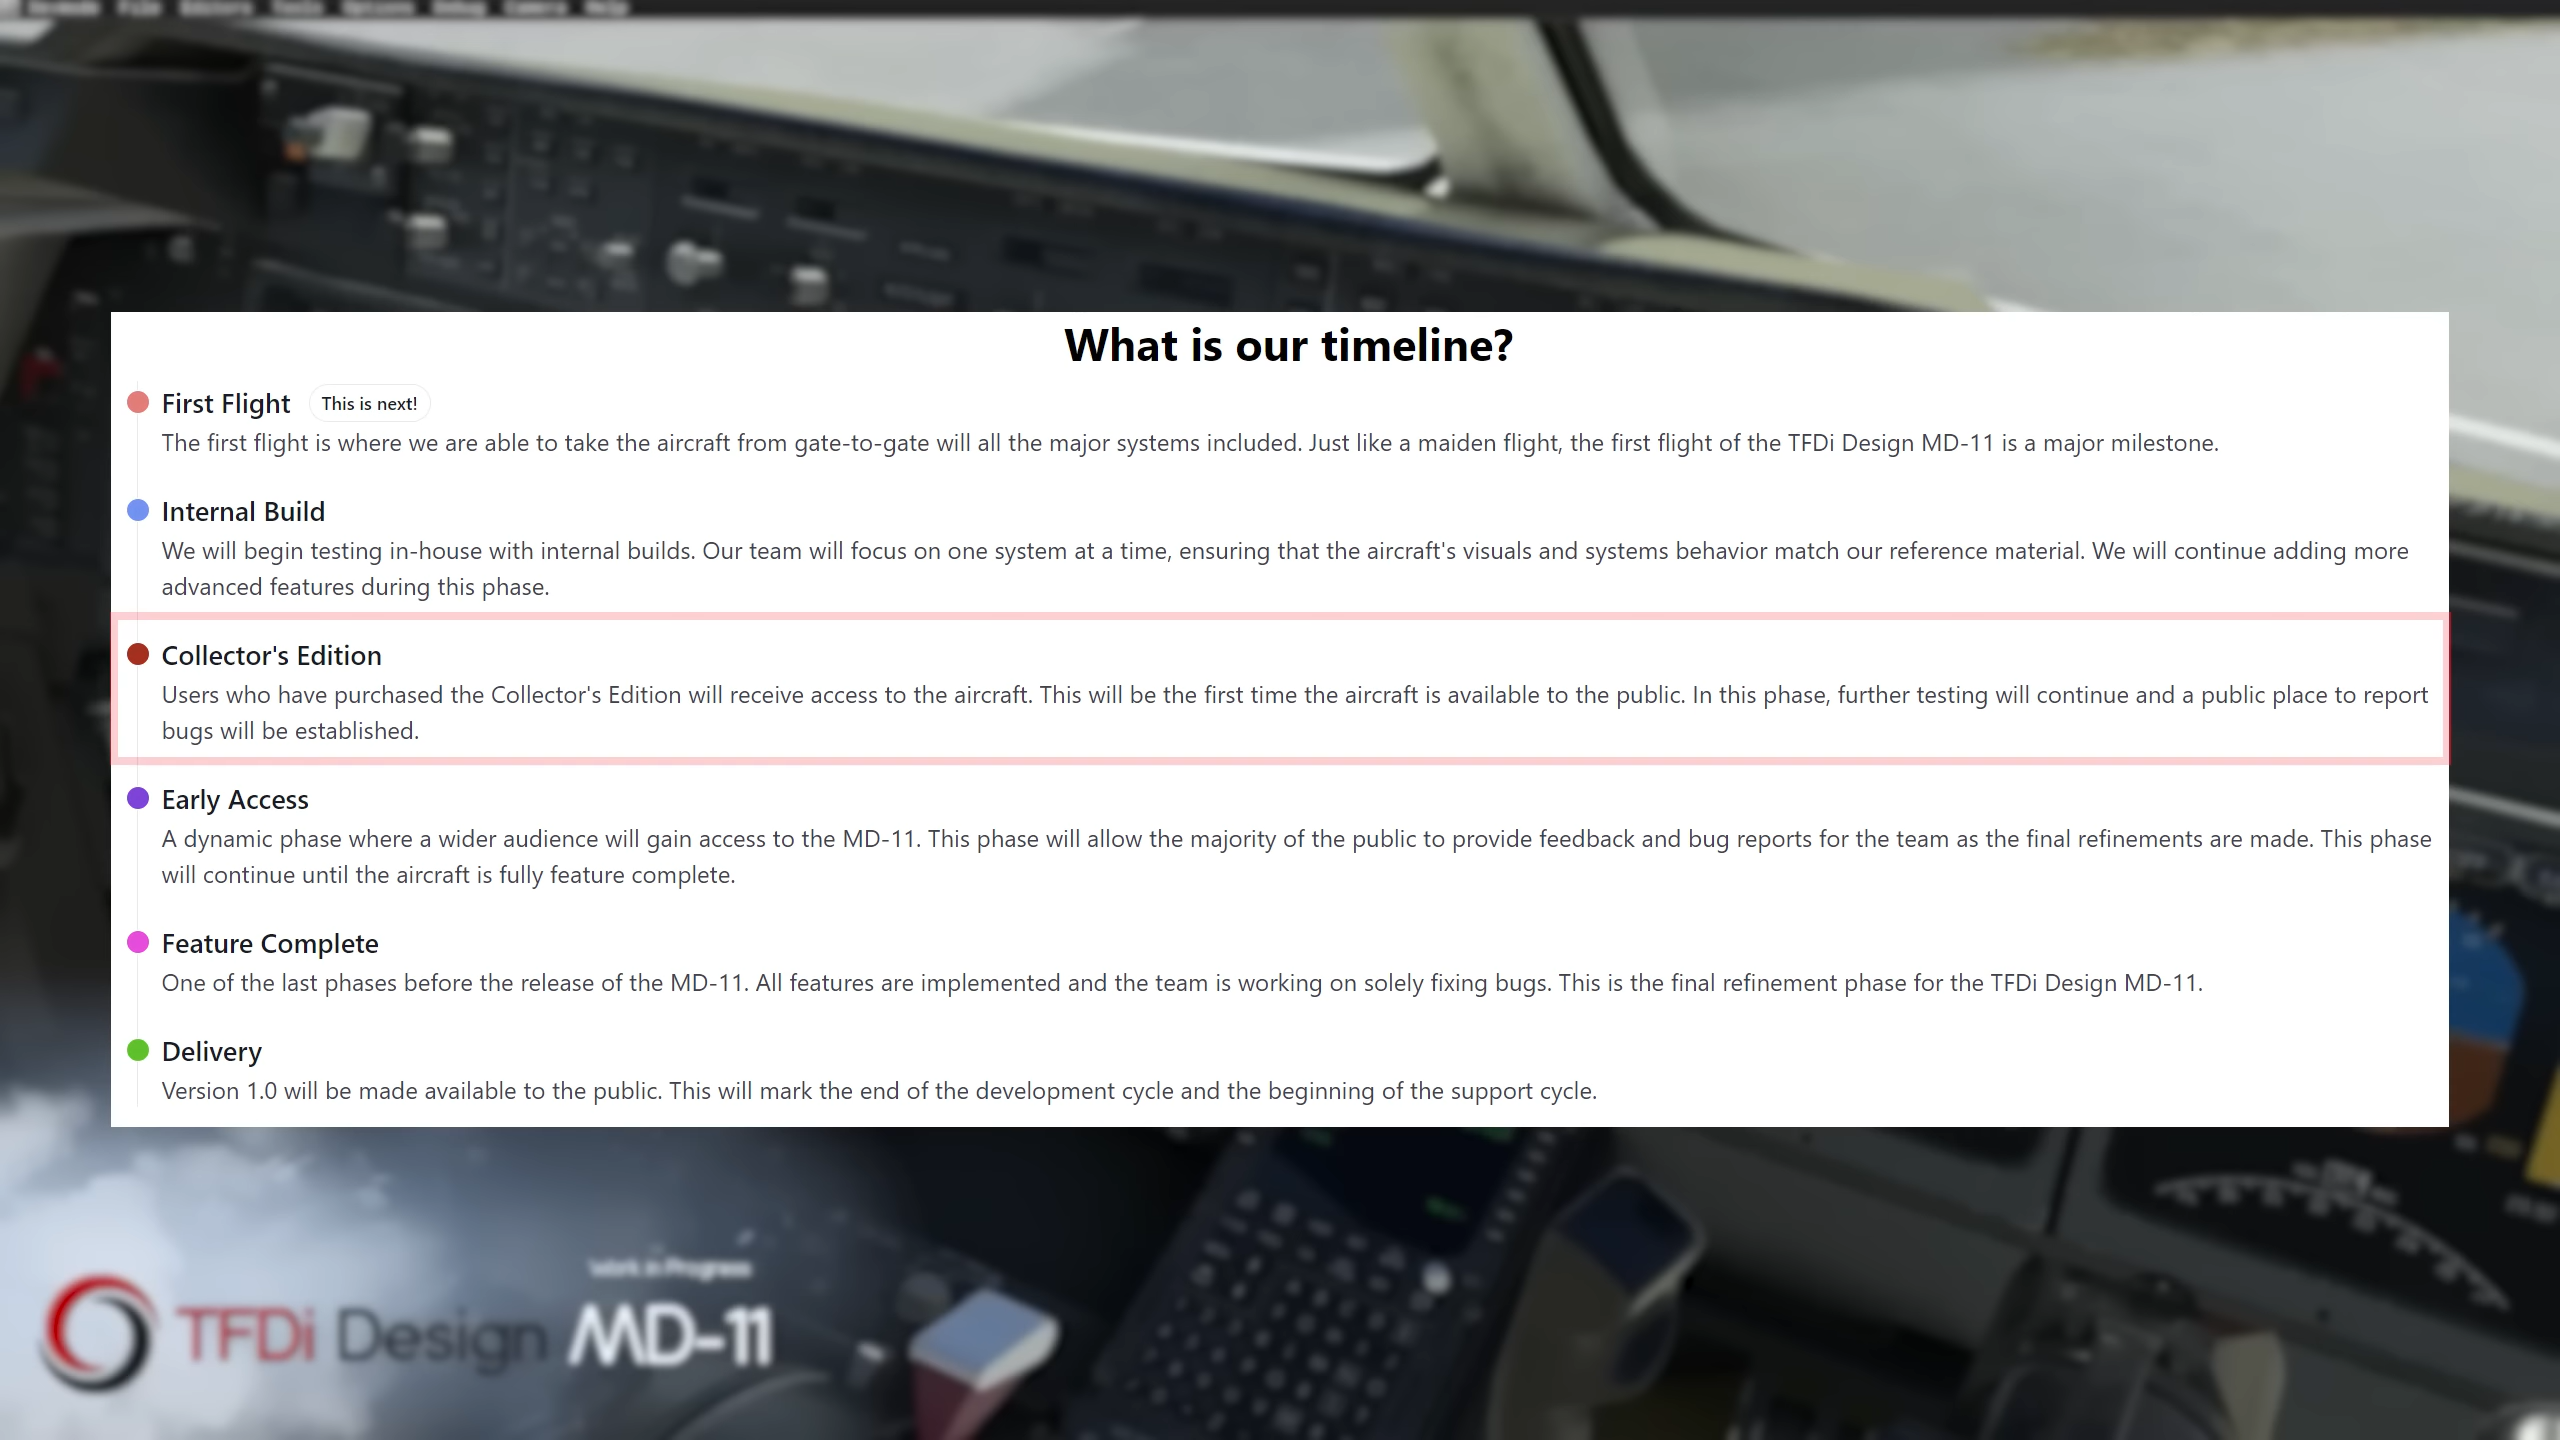 Devmode File Editors Tools Options Debug Camera Help
What is our timeline?
First Flight This is next!
The first flight is where we are able to take the aircraft from gate-to-gate will all the major systems included. Just like a maiden flight, the first flight of the TFDi Design MD-11 is a major milestone.
Internal Build
We will begin testing in-house with internal builds. Our team will focus on one system at a time, ensuring that the aircraft's visuals and systems behavior match our reference material. We will continue adding more
advanced features during this phase.
Collector's Edition
Users who have purchased the Collector's Edition will receive access to the aircraft. This will be the first time the aircraft is available to the public. In this phase, further testing will continue and a public place to report
bugs will be established.
Early Access
A dynamic phase where a wider audience will gain access to the MD-11. This phase will allow the majority of the public to provide feedback and bug reports for the team as the final refinements are made. This phase
will continue until the aircraft is fully feature complete.
Feature Complete
One of the last phases before the release of the MD-11. All features are implemented and the team is working on solely fixing bugs. This is the final refinement phase for the TFDi Design MD-11.
Delivery
Version 1.0 will be made available to the public. This will mark the end of the development cycle and the beginning of the support cycle.
Work in Progress
TFDi Design MD-11